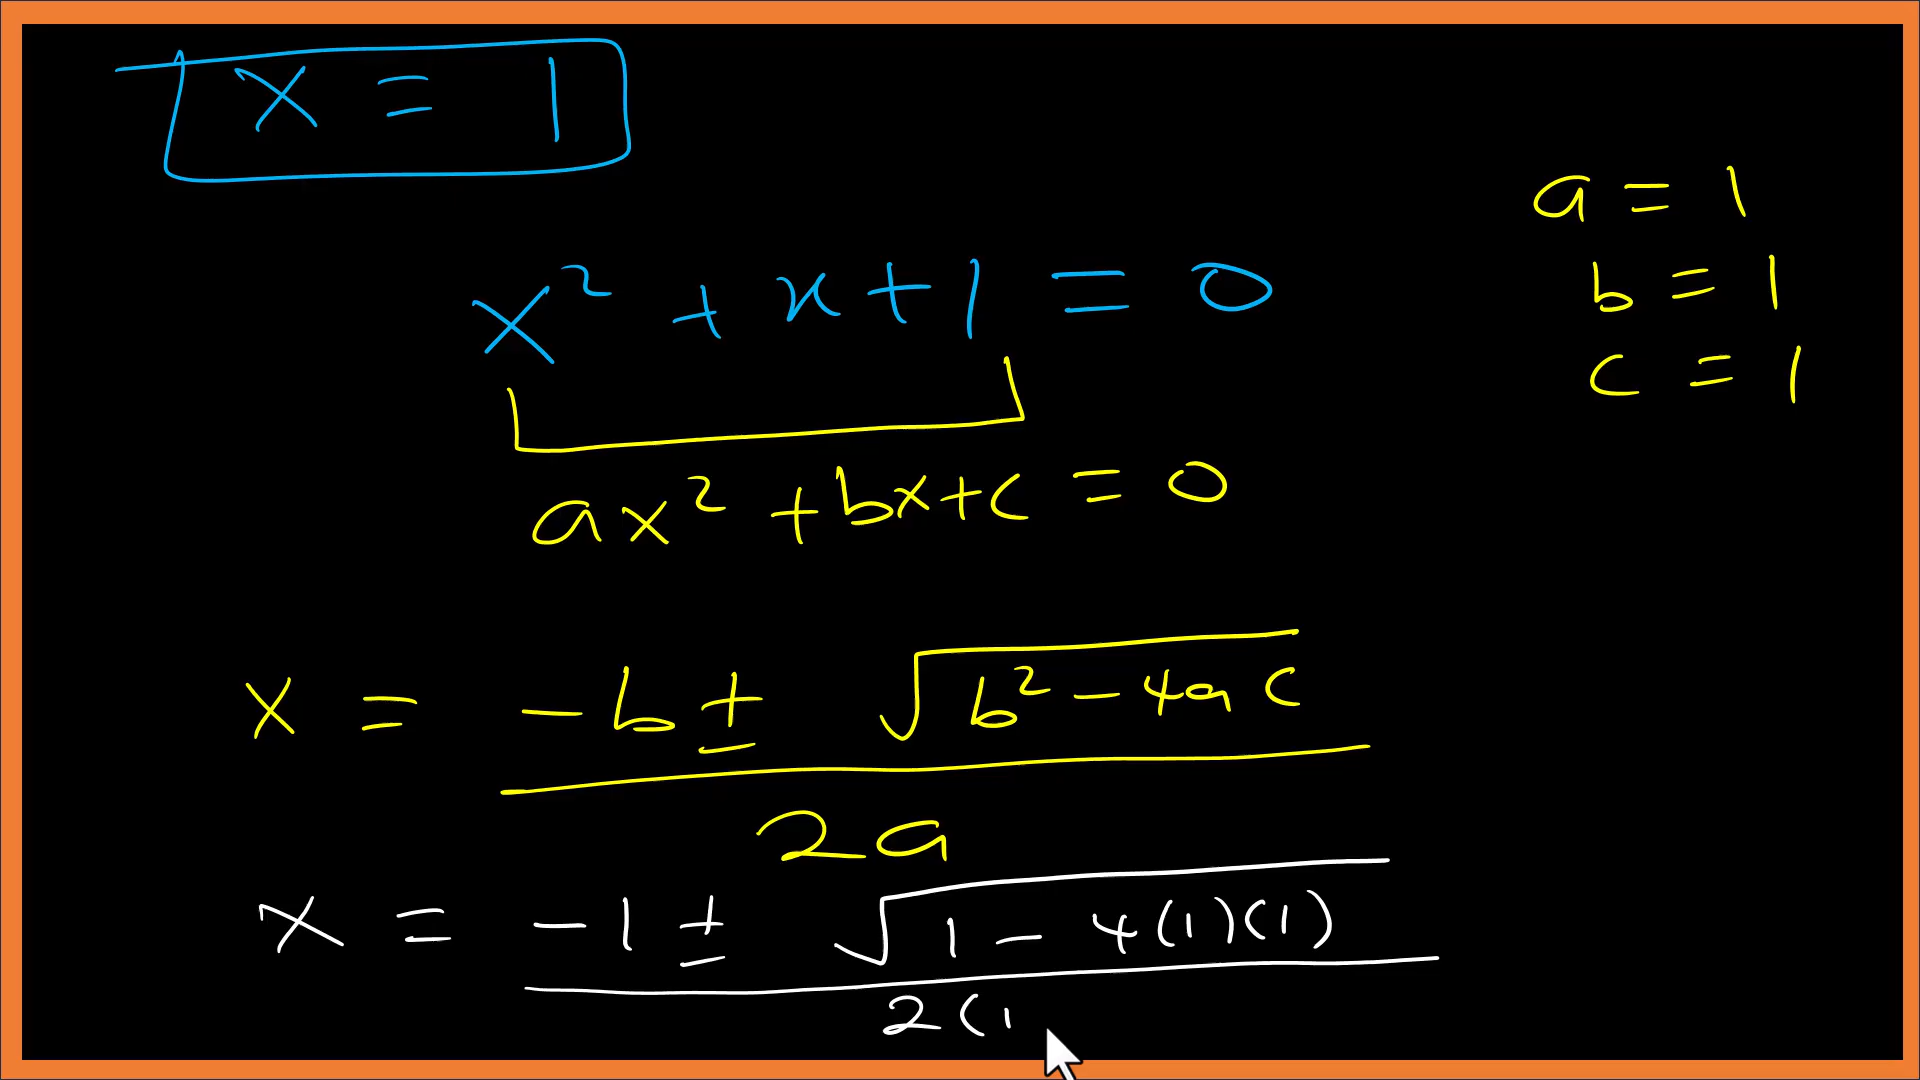 x = 1
a = 1
x² + x + 1 = 0
b = 1
c = 1
ax² + bx + c = 0
x = -b ± √(b² - 4ac)
2a
x = -1 ± √(1 - 4(1)(1))
2(1